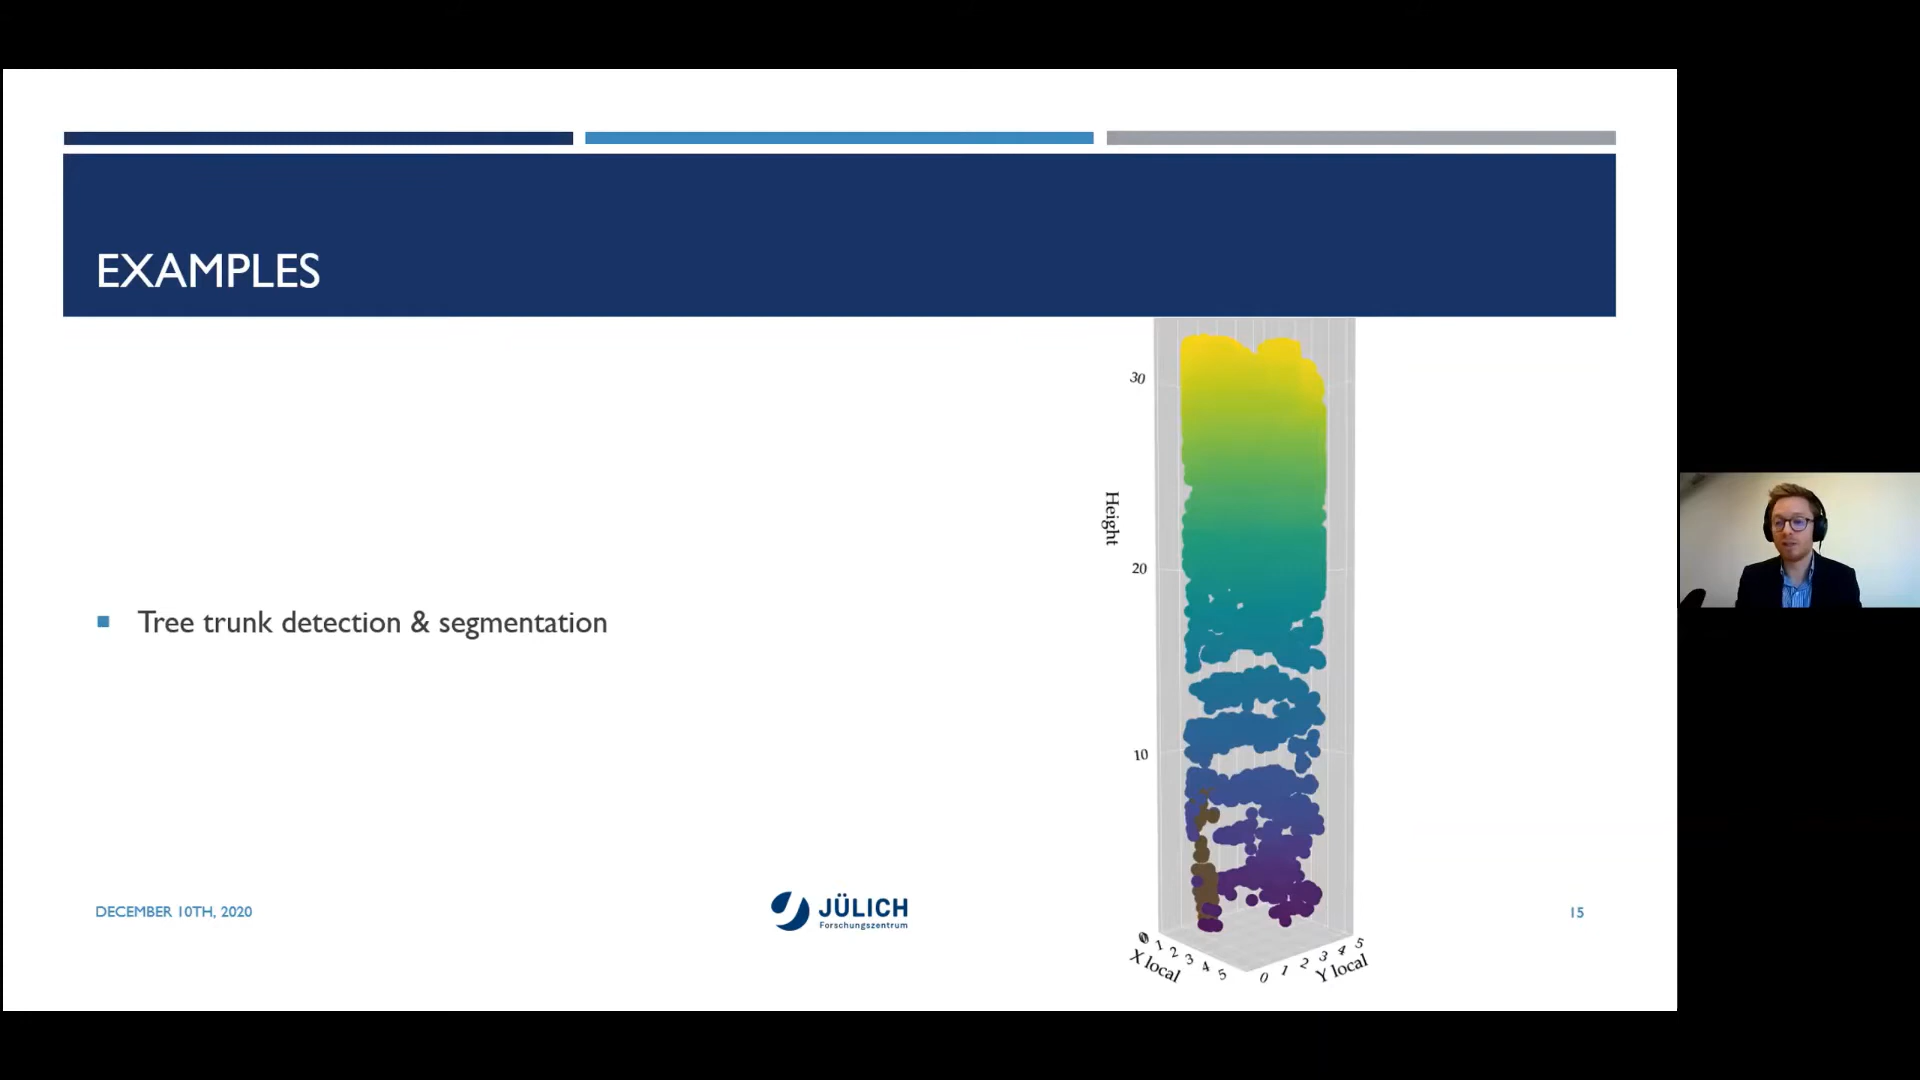 EXAMPLES
30
Height
20
Tree trunk detection & segmentation
10
DECEMBER 10TH, 2020
JÜLICH
Forschungszentrum
15
0 1 2 3 4 5
X local
0 1 2 3 4 5
Y local